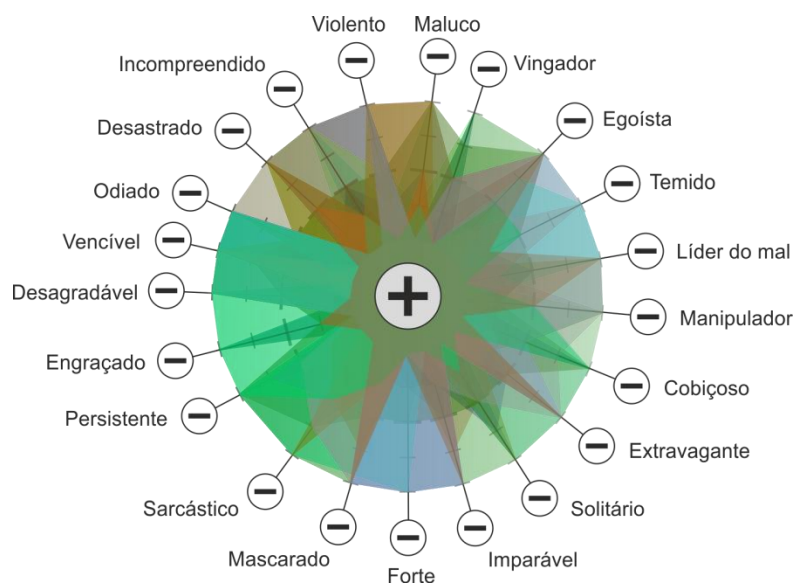 Violento
Maluco
Vingador
Incompreendido
Egoísta
Desastrado
Temido
Odiado
Vencível
Líder do mal
Desagradável
Manipulador
Engraçado
Cobiçoso
Persistente
Extravagante
Sarcástico
Solitário
Mascarado
Imparável
Forte